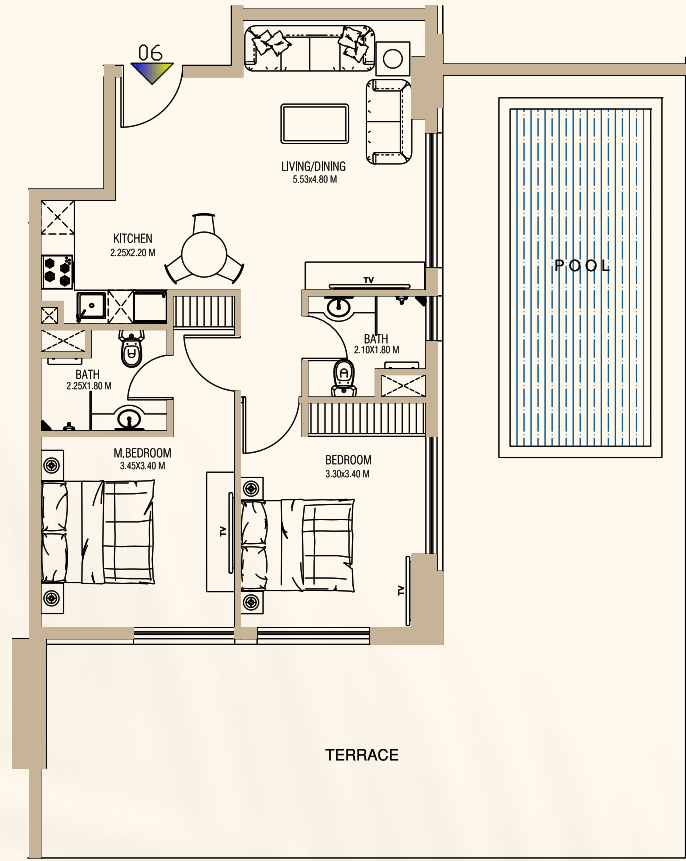 06
LIVING/DINING
5.53x4.80 M
KITCHEN
2.25X2.20 M
POOL
TV
BATH
2.10X1.80 M
BATH
2.25X1.80 M
M.BEDROOM
3.45X3.40 M
BEDROOM
3.30x3.40 M
TV
TV
TERRACE